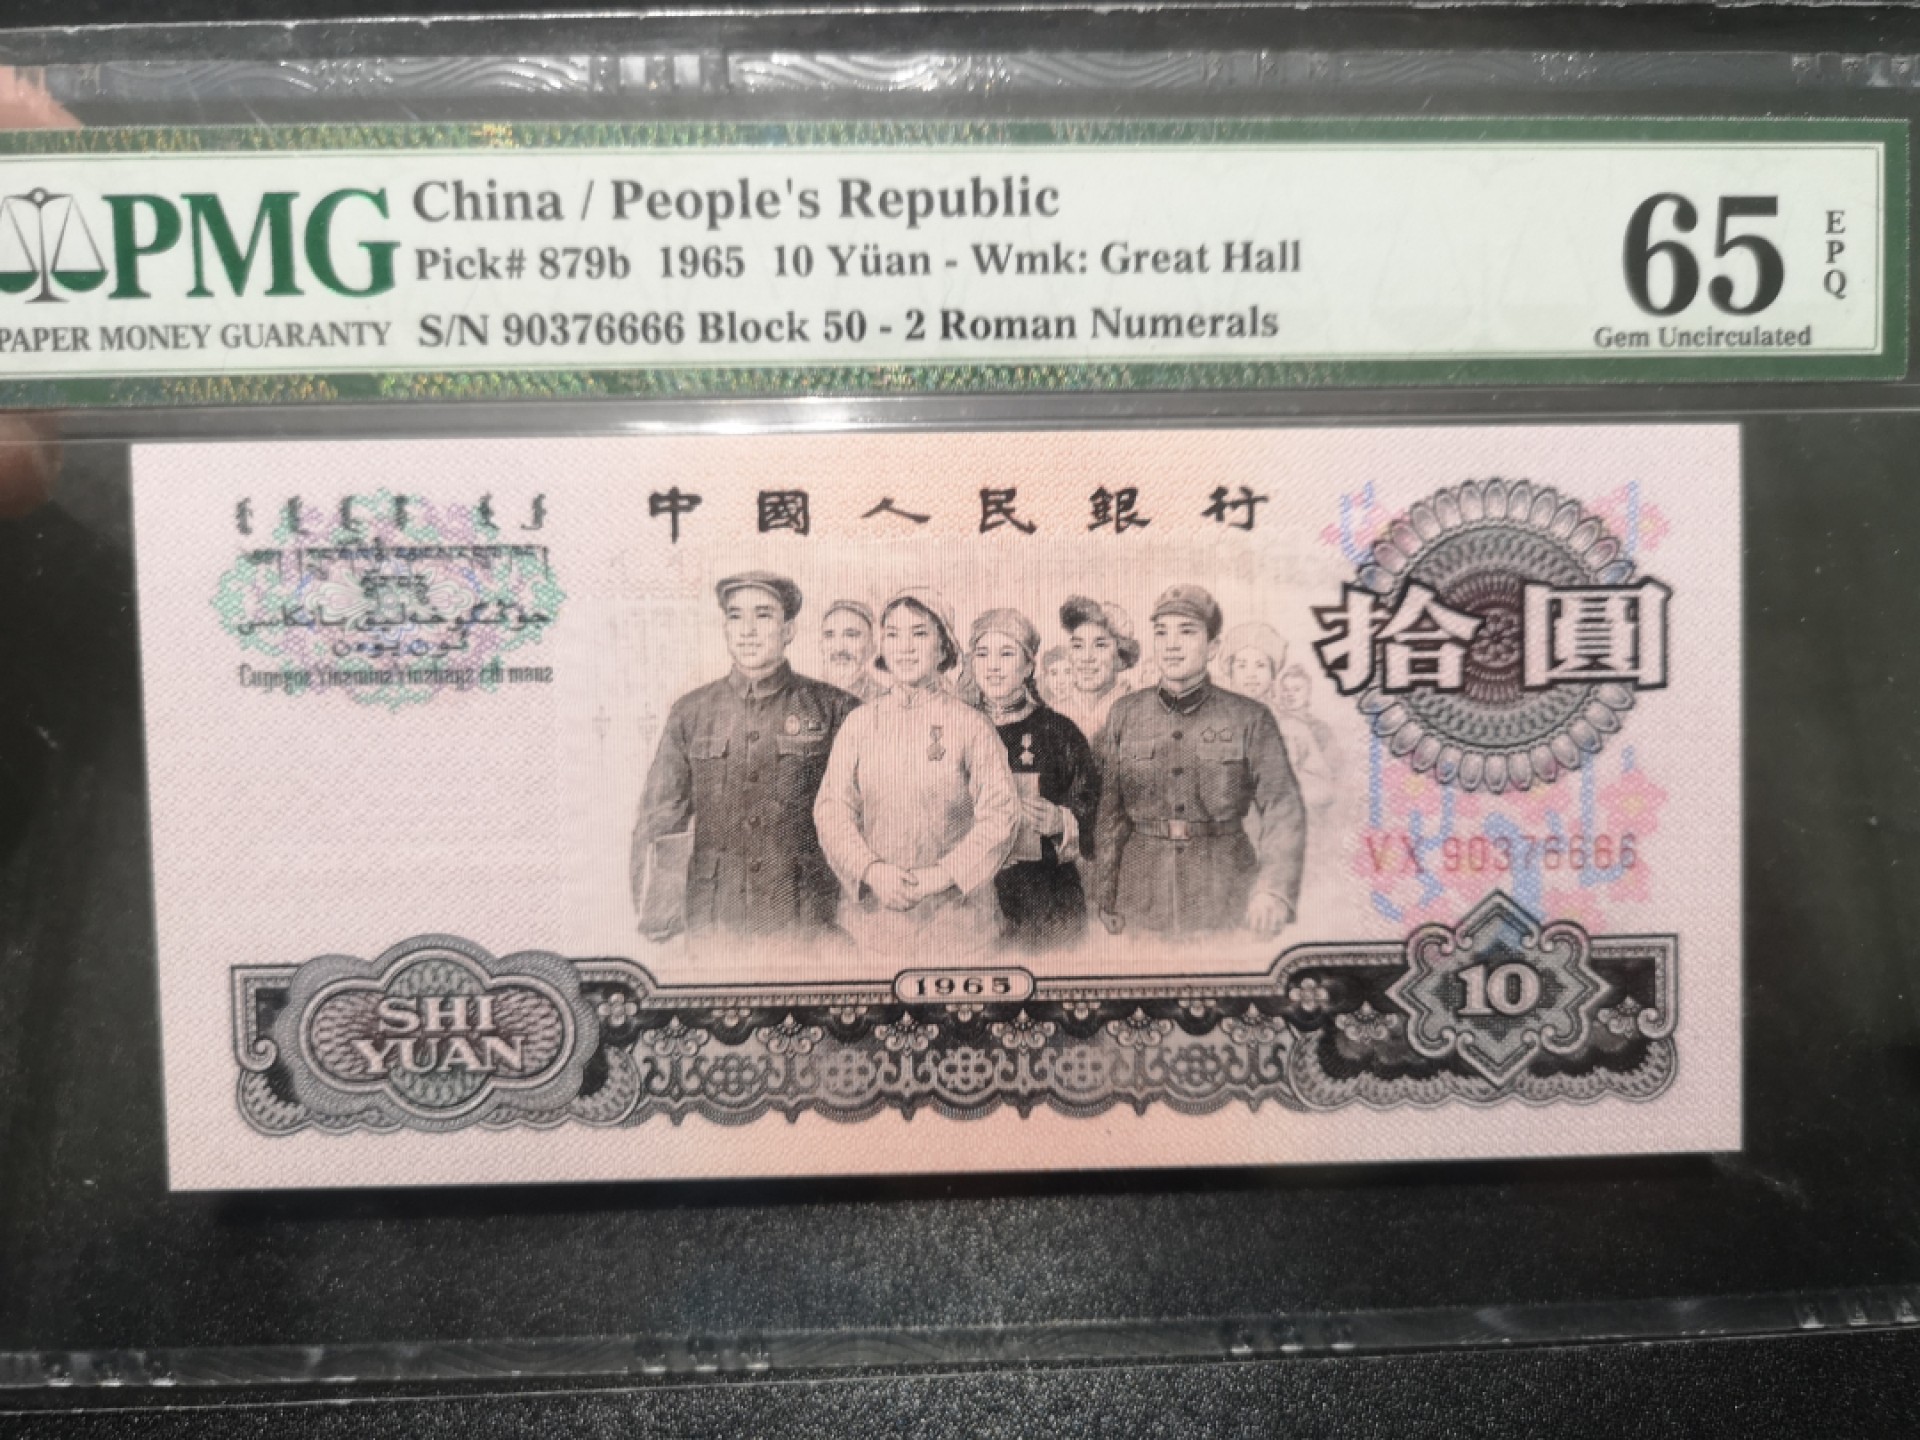 PMG
PAPER MONEY GUARANTY
China / People's Republic
Pick# 879b 1965 10 Yüan - Wmk: Great Hall
S/N 90376666 Block 50 - 2 Roman Numerals
65
EPQ
Gem Uncirculated
中國人民銀行
拾圓
VX 90376666
1965
SHI
YUAN
10